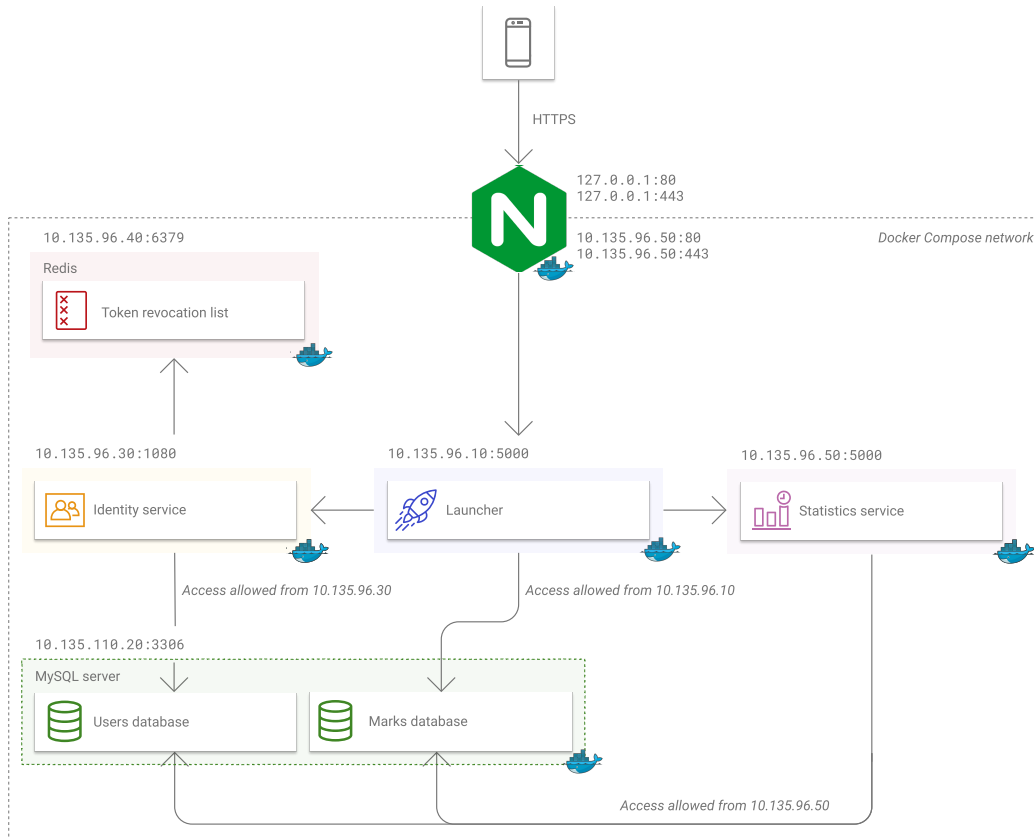 HTTPS
127.0.0.1:80
127.0.0.1:443
10.135.96.40:6379
10.135.96.50:80
10.135.96.50:443
Docker Compose network
Redis
Token revocation list
10.135.96.30:1080
10.135.96.10:5000
10.135.96.50:5000
Identity service
Launcher
Statistics service
Access allowed from 10.135.96.30
Access allowed from 10.135.96.10
10.135.110.20:3306
MySQL server
Users database
Marks database
Access allowed from 10.135.96.50